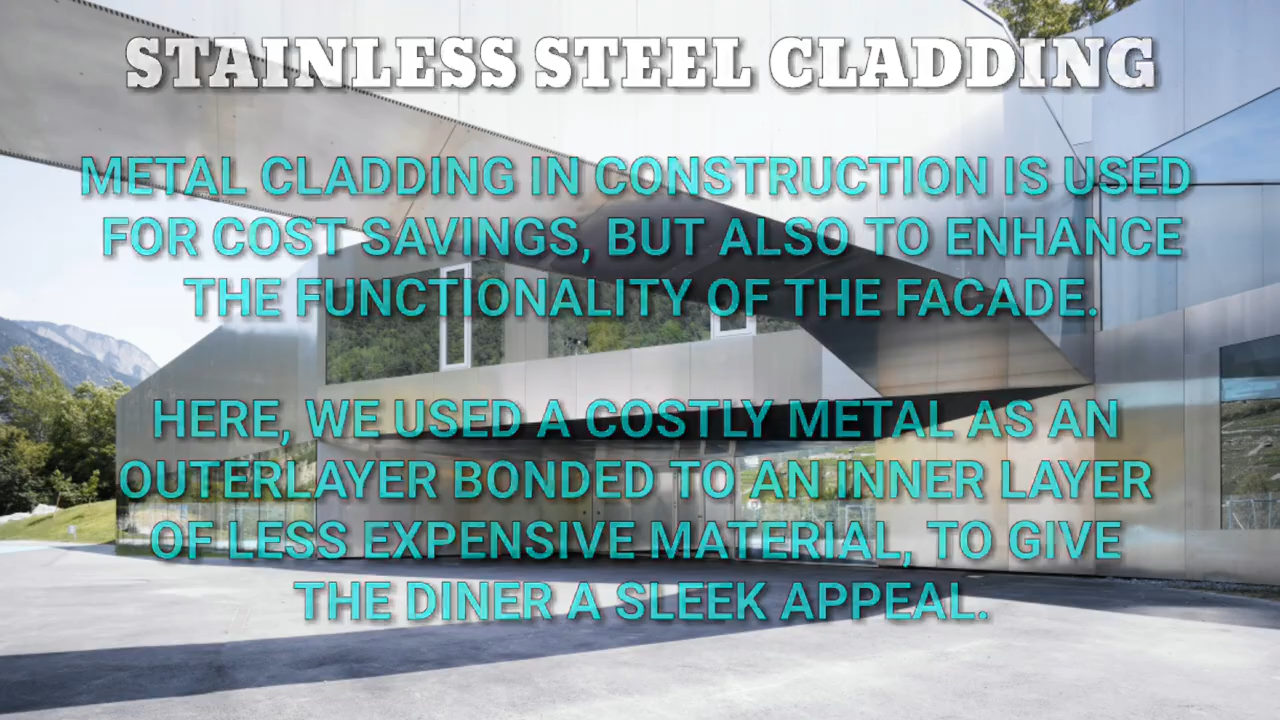 STAINLESS STEEL CLADDING
METAL CLADDING IN CONSTRUCTION IS USED
FOR COST SAVINGS, BUT ALSO TO ENHANCE
THE FUNCTIONALITY OF THE FACADE.
HERE, WE USED A COSTLY METAL AS AN
OUTERLAYER BONDED TO AN INNER LAYER
OF LESS EXPENSIVE MATERIAL, TO GIVE
THE DINER A SLEEK APPEAL.